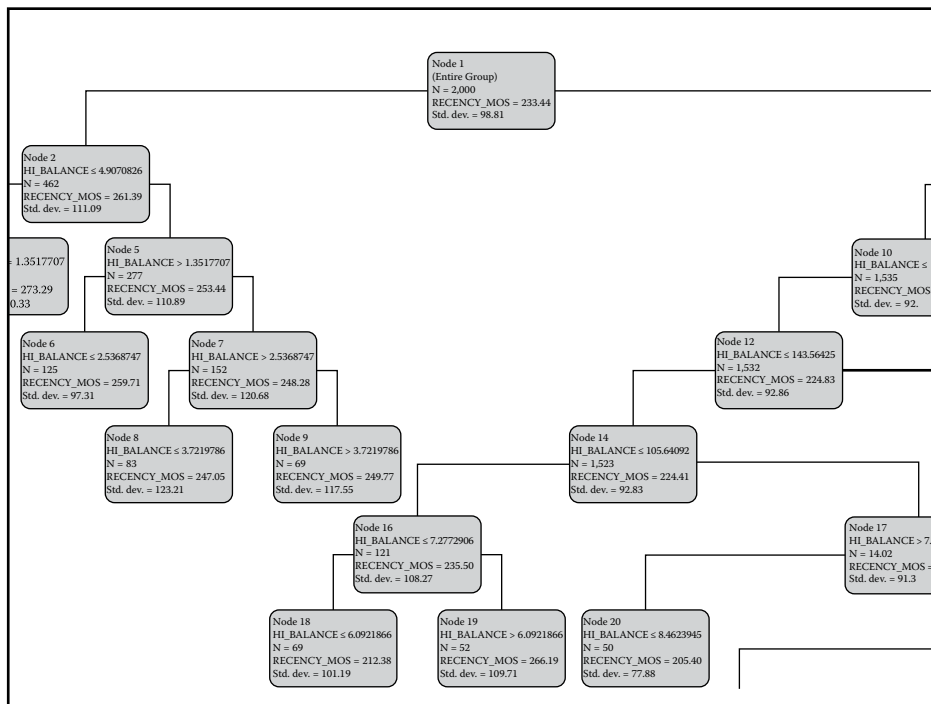 Node 1
(Entire Group)
N = 2,000
RECENCY_MOS = 233.44
Std. dev. = 98.81
Node 2
HI_BALANCE ≤ 4.9070826
N = 462
RECENCY_MOS = 261.39
Std. dev. = 111.09
1.3517707
= 273.29
0.33
Node 5
HI_BALANCE > 1.3517707
N = 277
RECENCY_MOS = 253.44
Std. dev. = 110.89
Node 10
HI_BALANCE ≤
N = 1,535
RECENCY_MOS
Std. dev. = 92.
Node 6
HI_BALANCE ≤ 2.5368747
N = 125
RECENCY_MOS = 259.71
Std. dev. = 97.31
Node 7
HI_BALANCE > 2.5368747
N = 152
RECENCY_MOS = 248.28
Std. dev. = 120.68
Node 12
HI_BALANCE ≤ 143.56425
N = 1,532
RECENCY_MOS = 224.83
Std. dev. = 92.86
Node 8
HI_BALANCE ≤ 3.7219786
N = 83
RECENCY_MOS = 247.05
Std. dev. = 123.21
Node 9
HI_BALANCE > 3.7219786
N = 69
RECENCY_MOS = 249.77
Std. dev. = 117.55
Node 14
HI_BALANCE ≤ 105.64092
N = 1,523
RECENCY_MOS = 224.41
Std. dev. = 92.83
Node 16
HI_BALANCE ≤ 7.2772906
N = 121
RECENCY_MOS = 235.50
Std. dev. = 108.27
Node 17
HI_BALANCE > 7.
N = 14.02
RECENCY_MOS =
Std. dev. = 91.3
Node 18
HI_BALANCE ≤ 6.0921866
N = 69
RECENCY_MOS = 212.38
Std. dev. = 101.19
Node 19
HI_BALANCE > 6.0921866
N = 52
RECENCY_MOS = 266.19
Std. dev. = 109.71
Node 20
HI_BALANCE ≤ 8.4623945
N = 50
RECENCY_MOS = 205.40
Std. dev. = 77.88